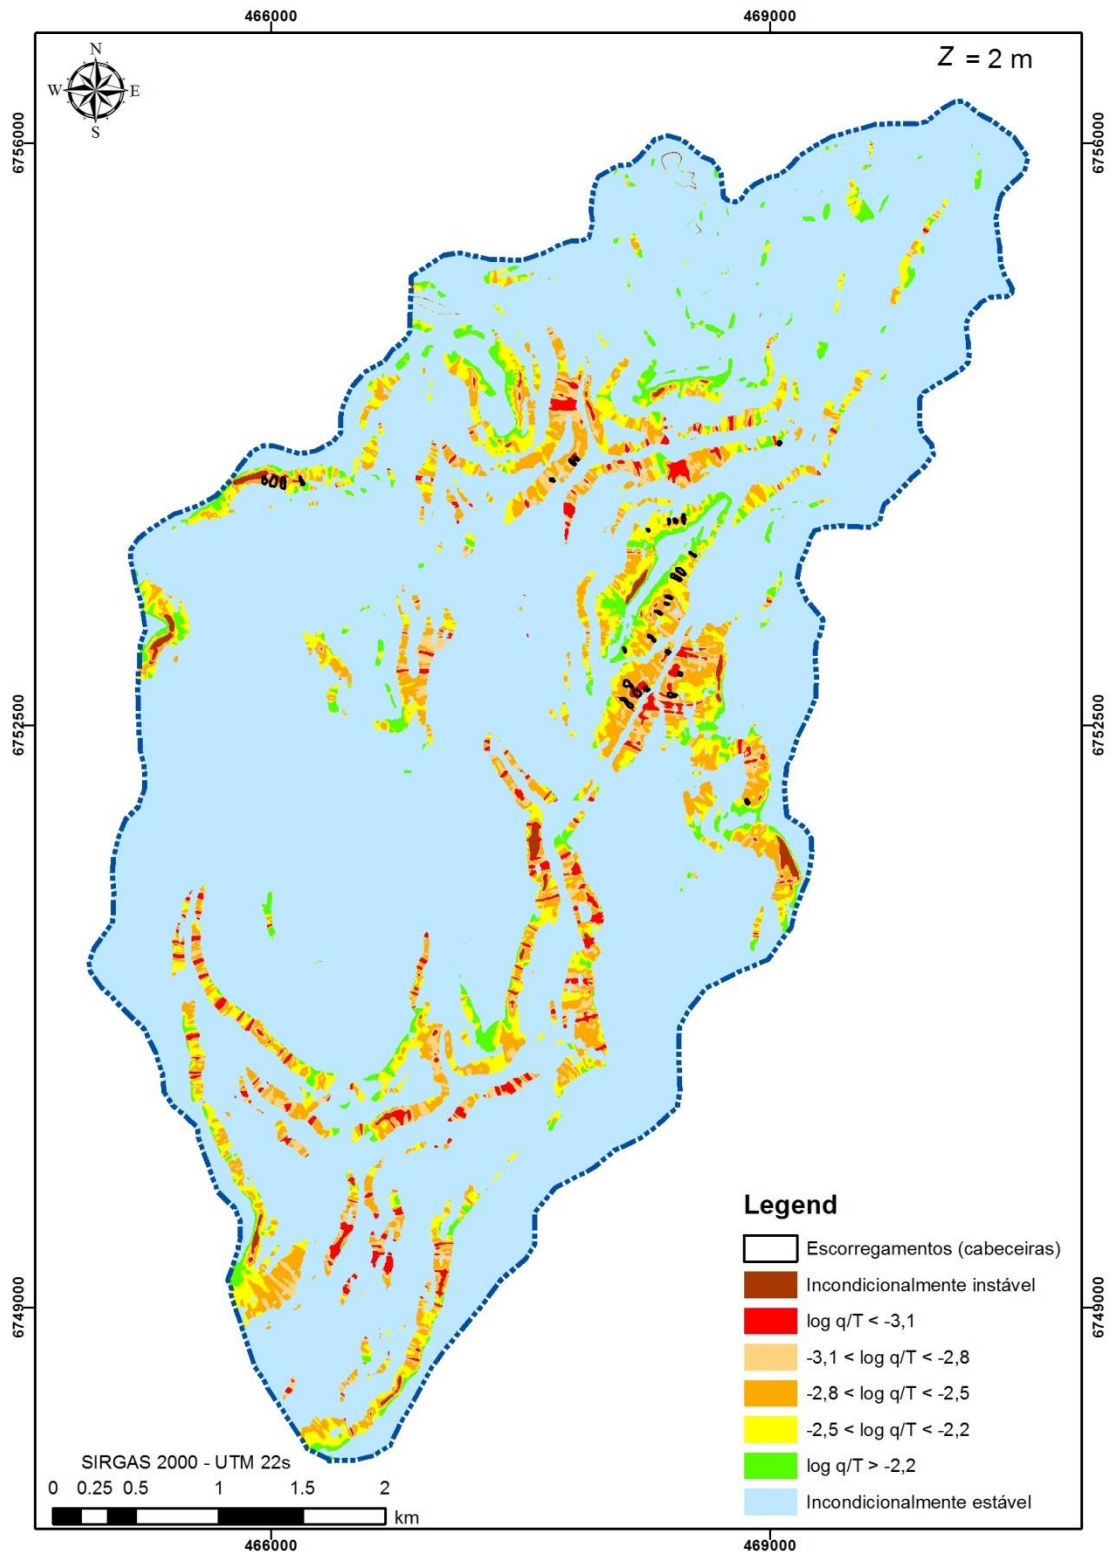 466000 469000
Z = 2 m
N
W E
S
6756000 6756000
6752500 6752500
6749000 6749000
Legend
Escorregamentos (cabeceiras)
Incondicionalmente instável
log q/T < -3,1
-3,1 < log q/T < -2,8
-2,8 < log q/T < -2,5
-2,5 < log q/T < -2,2
log q/T > -2,2
Incondicionalmente estável
SIRGAS 2000 - UTM 22s
0 0.25 0.5 1 1.5 2
km
466000 469000